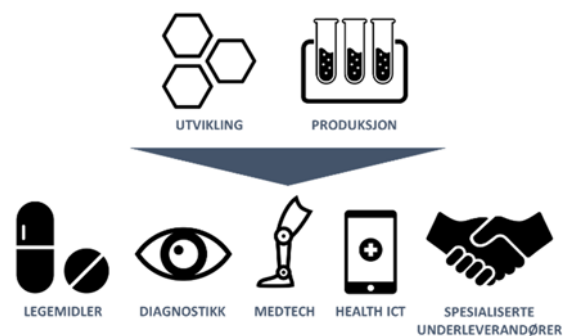 UTVIKLING
PRODUKSJON
LEGEMIDLER
DIAGNOSTIKK
MEDTECH
HEALTH ICT
SPESIALISERTE
UNDERLEVERANDØRER